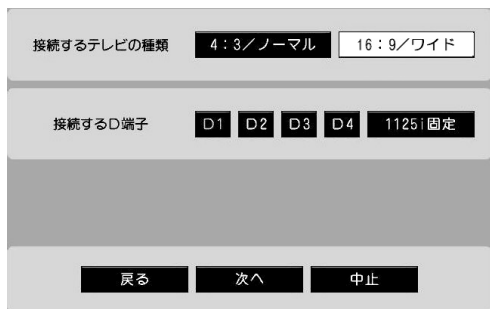 接続するテレビの種類 4:3/ノーマル 16:9/ワイド
接続するD端子 D1 D2 D3 D4 1125i固定
戻る 次へ 中止